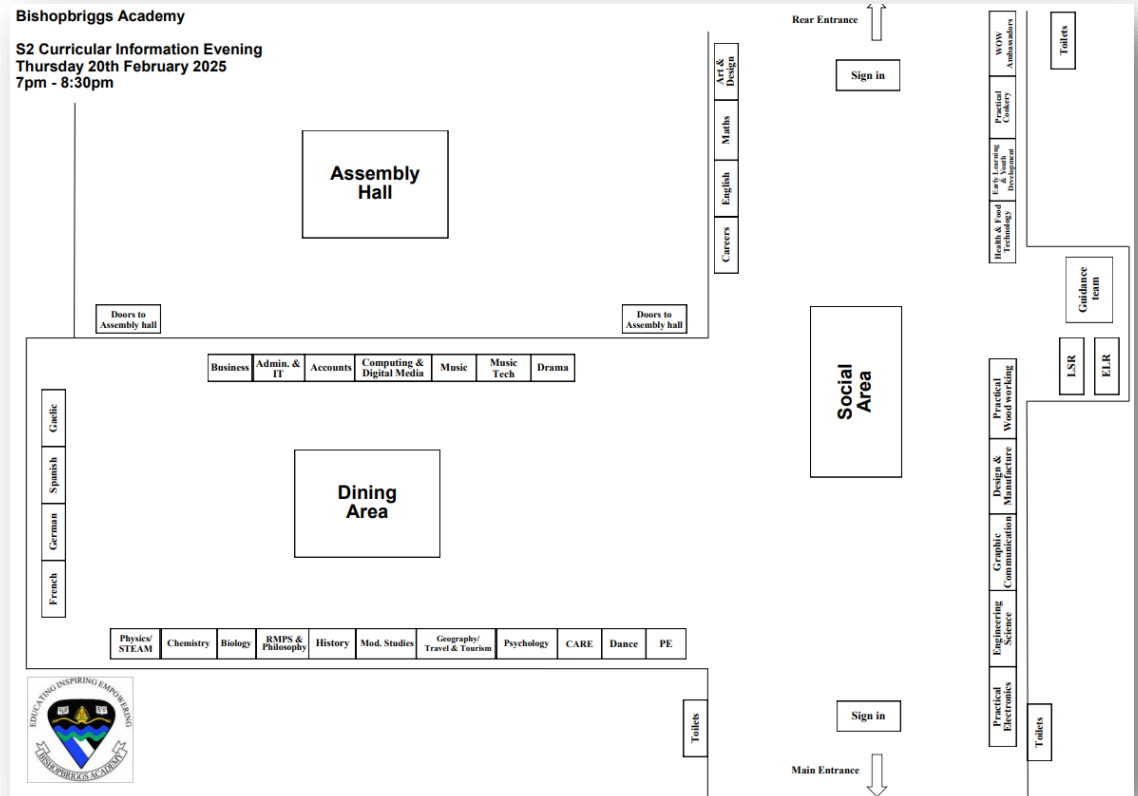 Bishopbriggs Academy
S2 Curricular Information Evening
Thursday 20th February 2025
7pm - 8:30pm
Rear Entrance
Sign in
Toilets
WOW
Ambassadors
Practical
Cookery
Early Learning
& Youth
Development
Health & Food
Technology
Art &
Design
Maths
English
Careers
Assembly
Hall
Guidance
team
LSR
ELR
Doors to
Assembly hall
Doors to
Assembly hall
Business
Admin. &
IT
Accounts
Computing &
Digital Media
Music
Music
Tech
Drama
Social
Area
Gaelic
Spanish
German
French
Dining
Area
Practical
Wood working
Design &
Manufacture
Graphic
Communication
Engineering
Science
Practical
Electronics
Physics/
STEAM
Chemistry
Biology
RMPS &
Philosophy
History
Mod. Studies
Geography/
Travel & Tourism
Psychology
CARE
Dance
PE
EDUCATING INSPIRING EMPOWERING
BISHOPBRIGGS ACADEMY
Toilets
Sign in
Toilets
Main Entrance